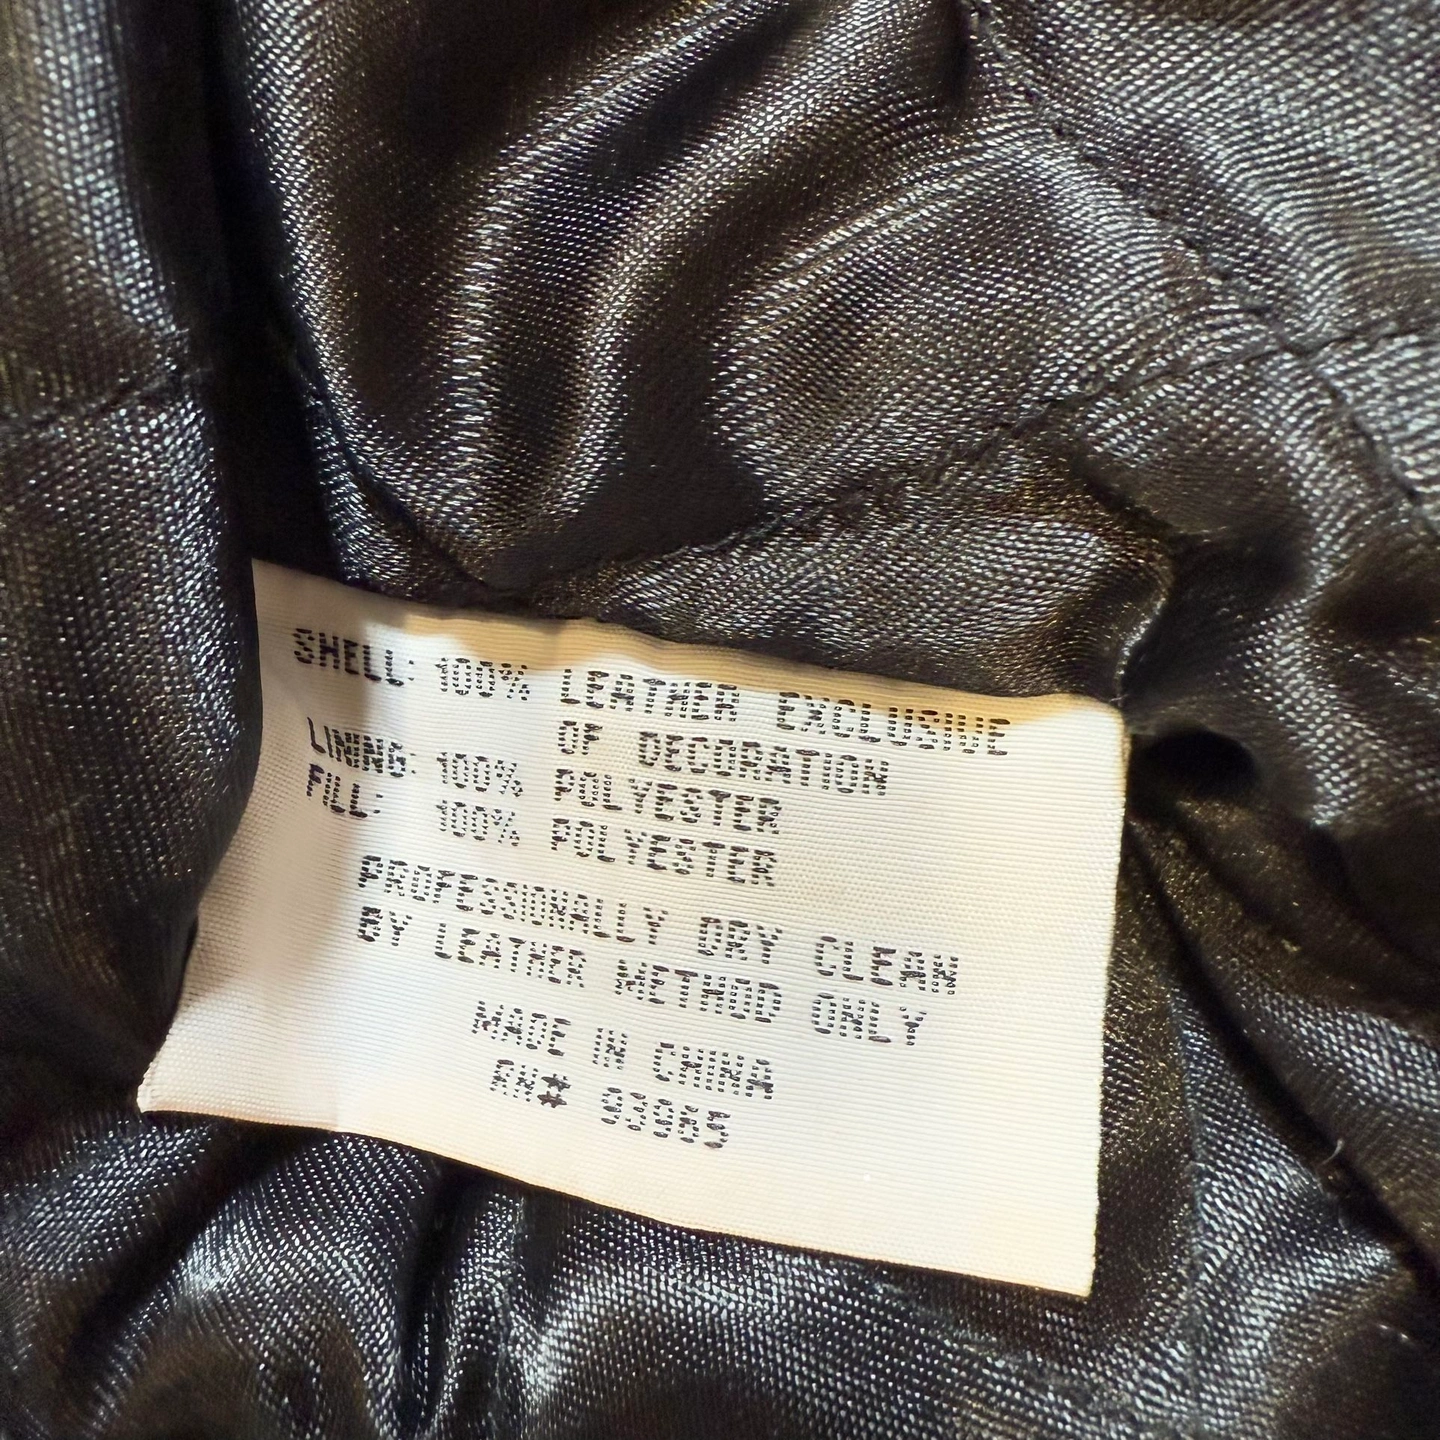 SHELL: 100% LEATHER EXCLUSIVE
OF DECORATION
LINING: 100% POLYESTER
FILL: 100% POLYESTER
PROFESSIONALLY DRY CLEAN
BY LEATHER METHOD ONLY
MADE IN CHINA
RN#